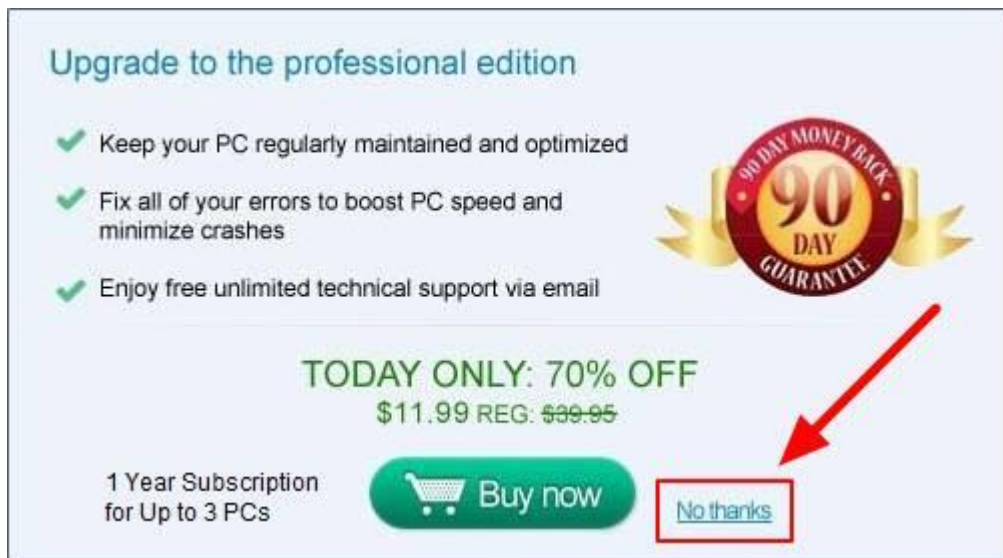 Upgrade to the professional edition
Keep your PC regularly maintained and optimized
Fix all of your errors to boost PC speed and
minimize crashes
Enjoy free unlimited technical support via email
90 DAY MONEY BACK
90
DAY
GUARANTEE
TODAY ONLY: 70% OFF
$11.99 REG: $39.95
1 Year Subscription
for Up to 3 PCs
Buy now
No thanks